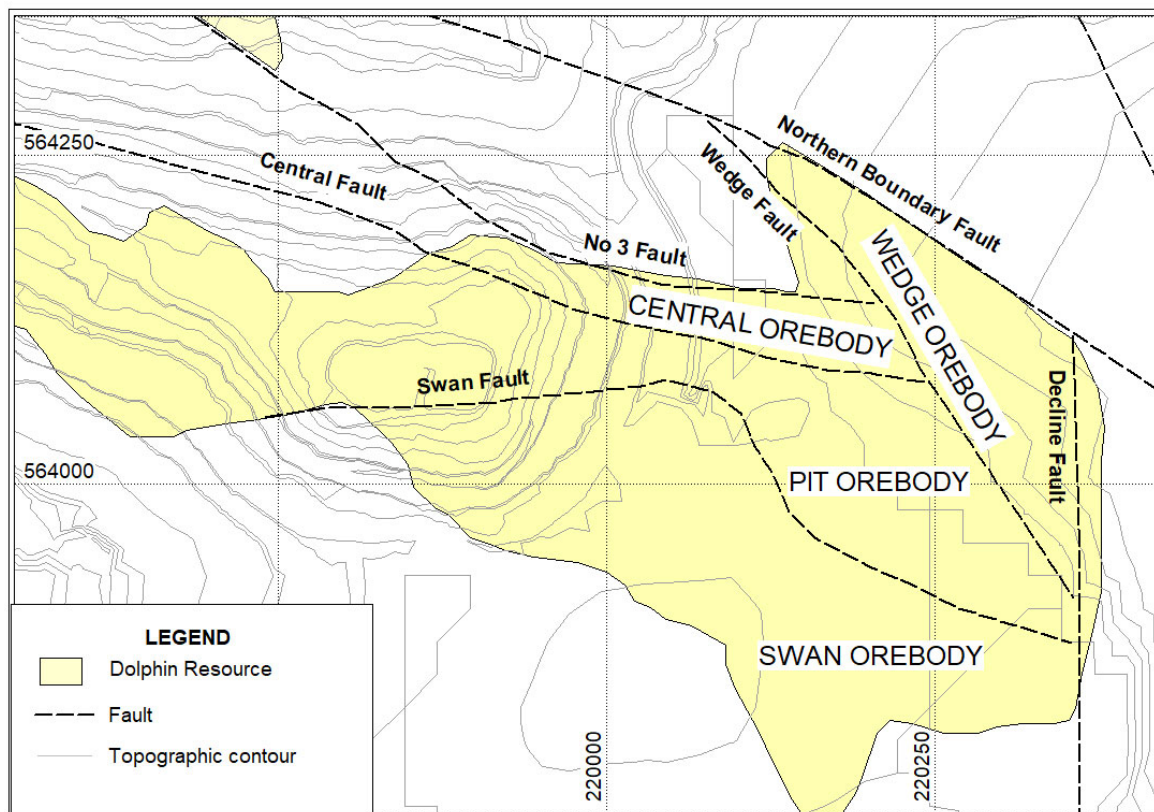 564250
Central Fault
Wedge Fault
Northern Boundary Fault
No 3 Fault
WEDGE OREBODY
CENTRAL OREBODY
Swan Fault
Decline Fault
564000
PIT OREBODY
SWAN OREBODY
220000
220250
LEGEND
Dolphin Resource
Fault
Topographic contour